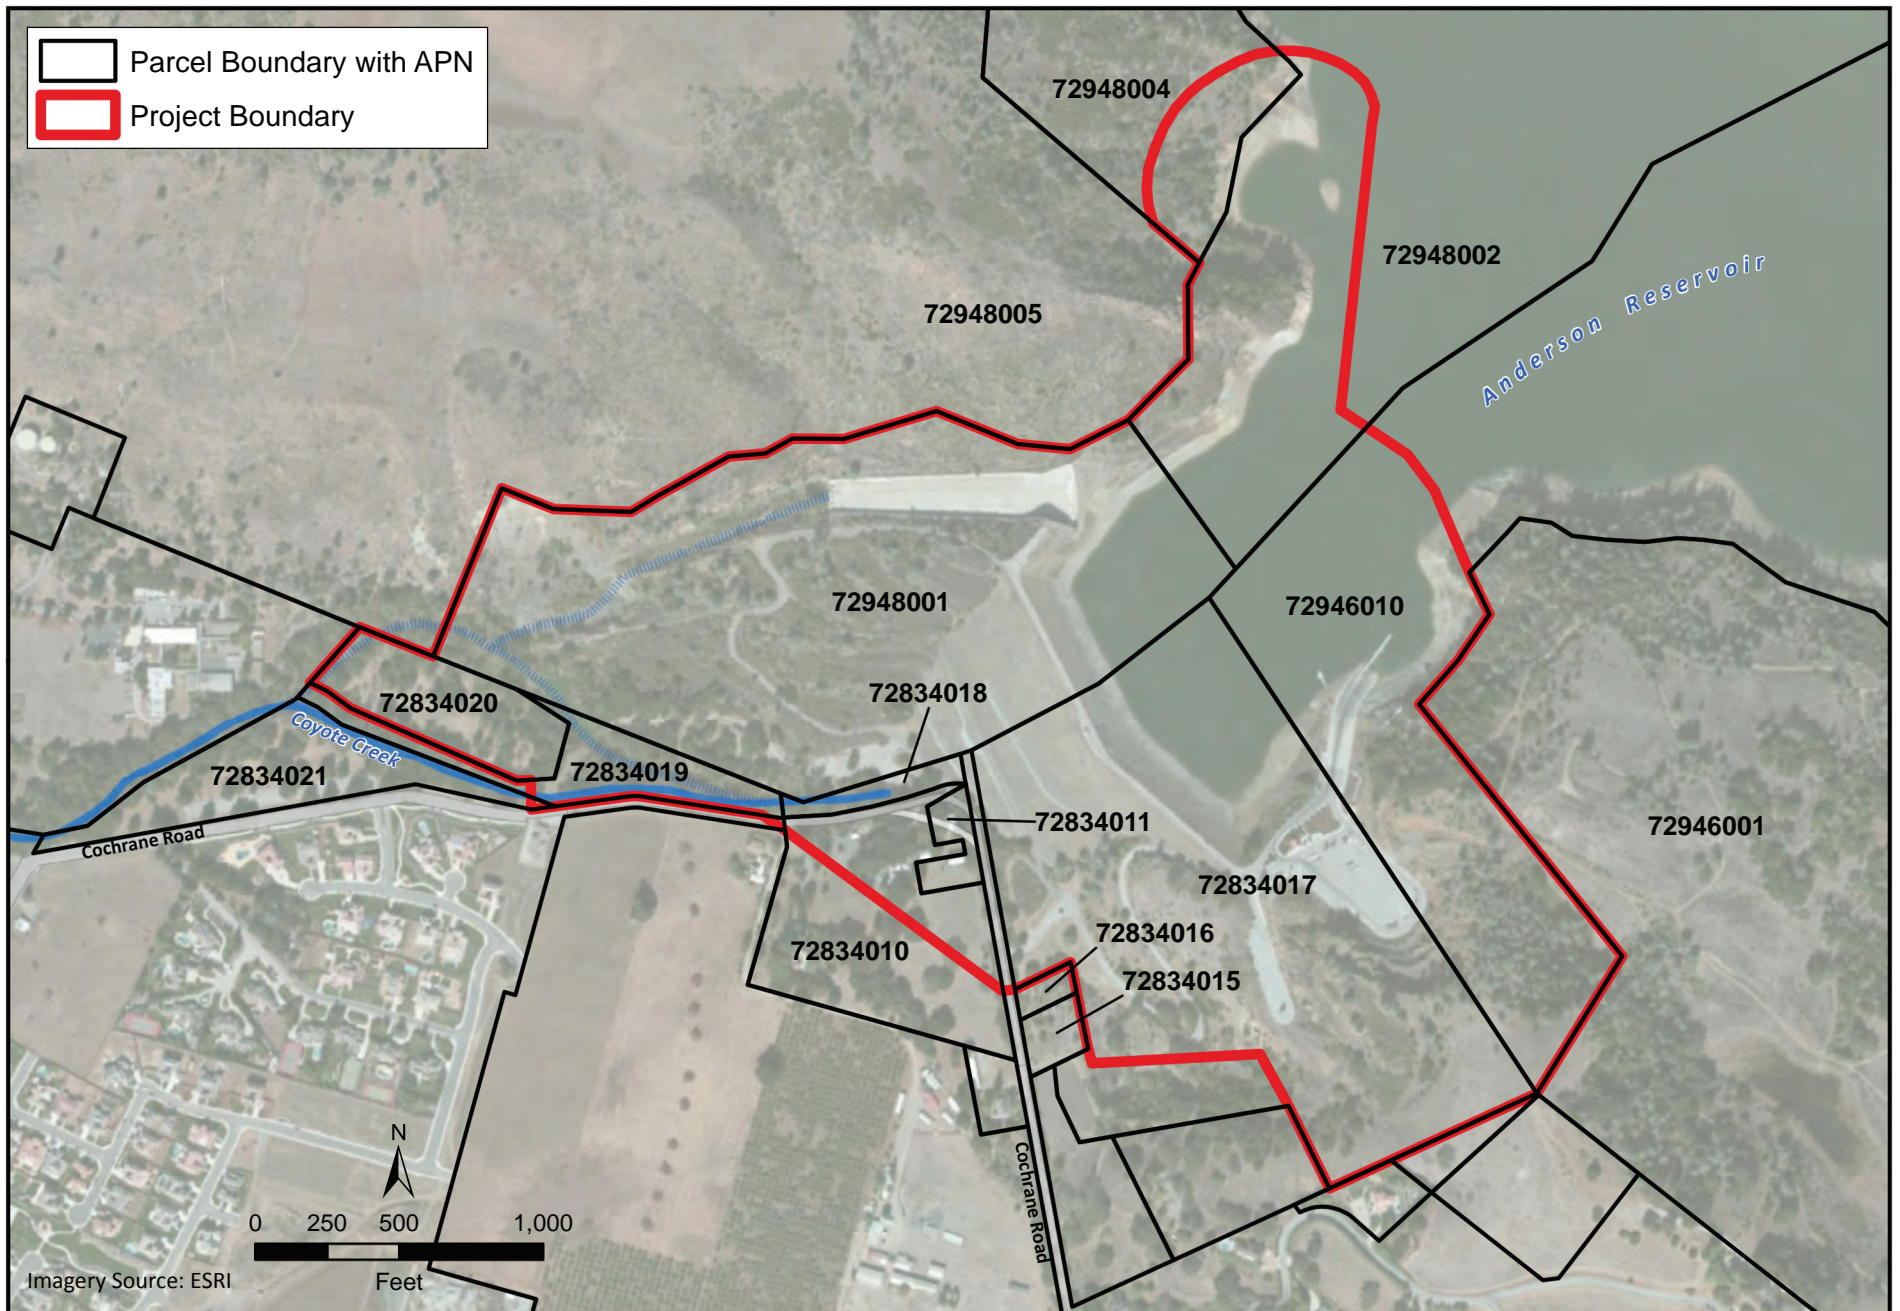 Parcel Boundary with APN
Project Boundary
72948004
72948002
Anderson Reservoir
72948005
72948001
72946010
72834018
72834020
Coyote Creek
72834021
72834019
72834011
72946001
Cochrane Road
72834017
72834010
72834016
72834015
N
Cochrane Road
0 250 500 1,000
Feet
Imagery Source: ESRI